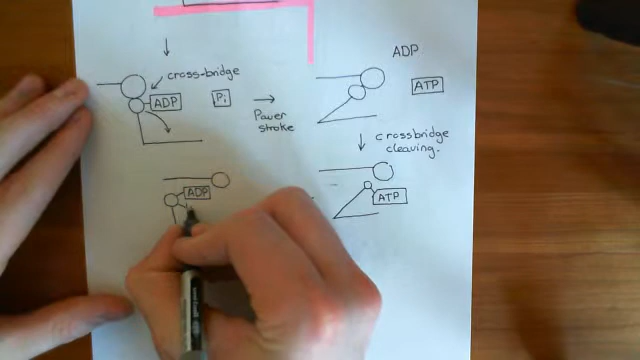 cross-bridge
ADP
Pi
Power
stroke
ADP
ATP
crossbridge
cleaving.
ADP
ATP